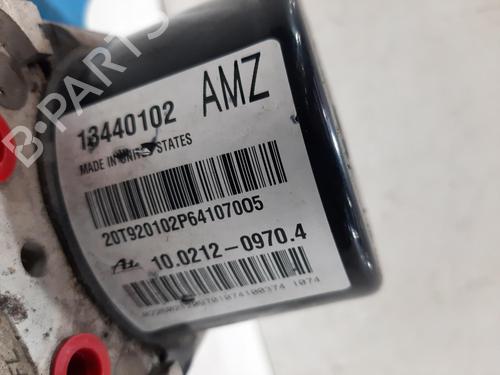 B-PARTS
13440102 AMZ
MADE IN UNITED STATES
20T920102P64107005
10.0212-0970.4